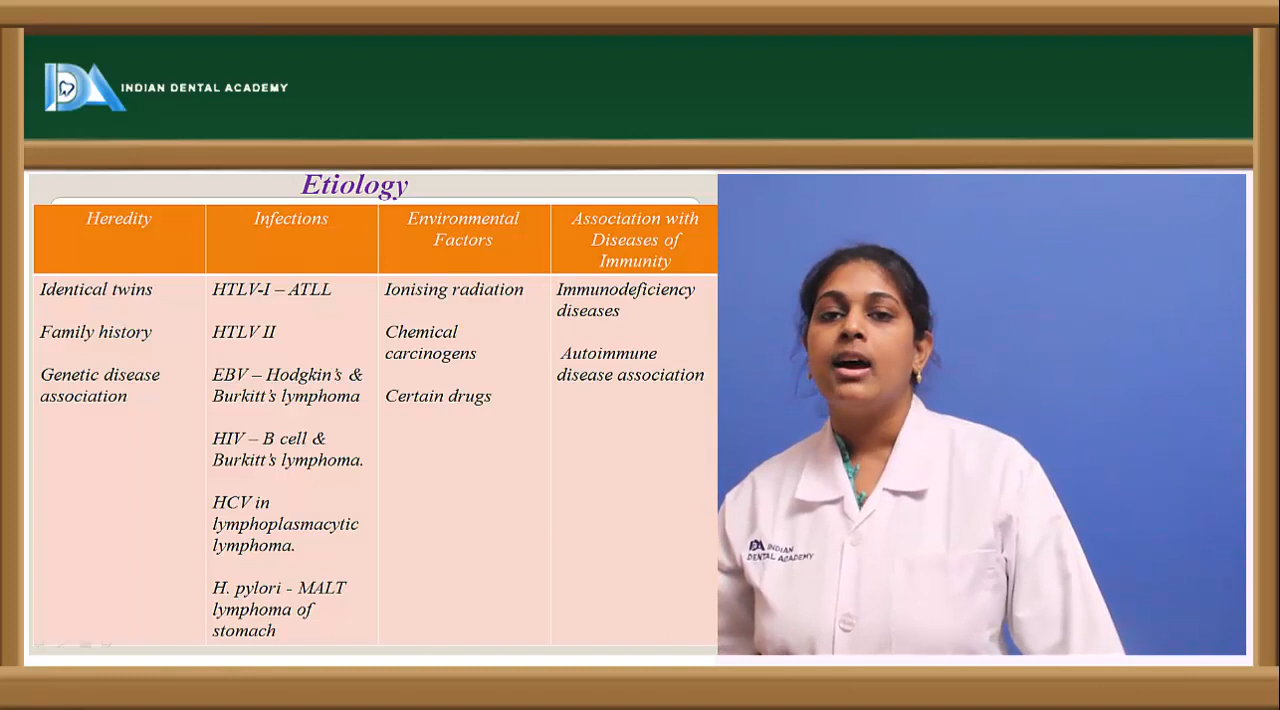 INDIAN DENTAL ACADEMY
Etiology
Heredity
Identical twins
Family history
Genetic disease
association
Infections
HTLV-I – ATLL
HTLV II
EBV – Hodgkin's &
Burkitt's lymphoma
HIV – B cell &
Burkitt's lymphoma.
HCV in
lymphoplasmacytic
lymphoma.
H. pylori - MALT
lymphoma of
stomach
Environmental
Factors
Ionising radiation
Chemical
carcinogens
Certain drugs
Association with
Diseases of
Immunity
Immunodeficiency
diseases
Autoimmune
disease association
INDIAN
DENTAL ACADEMY